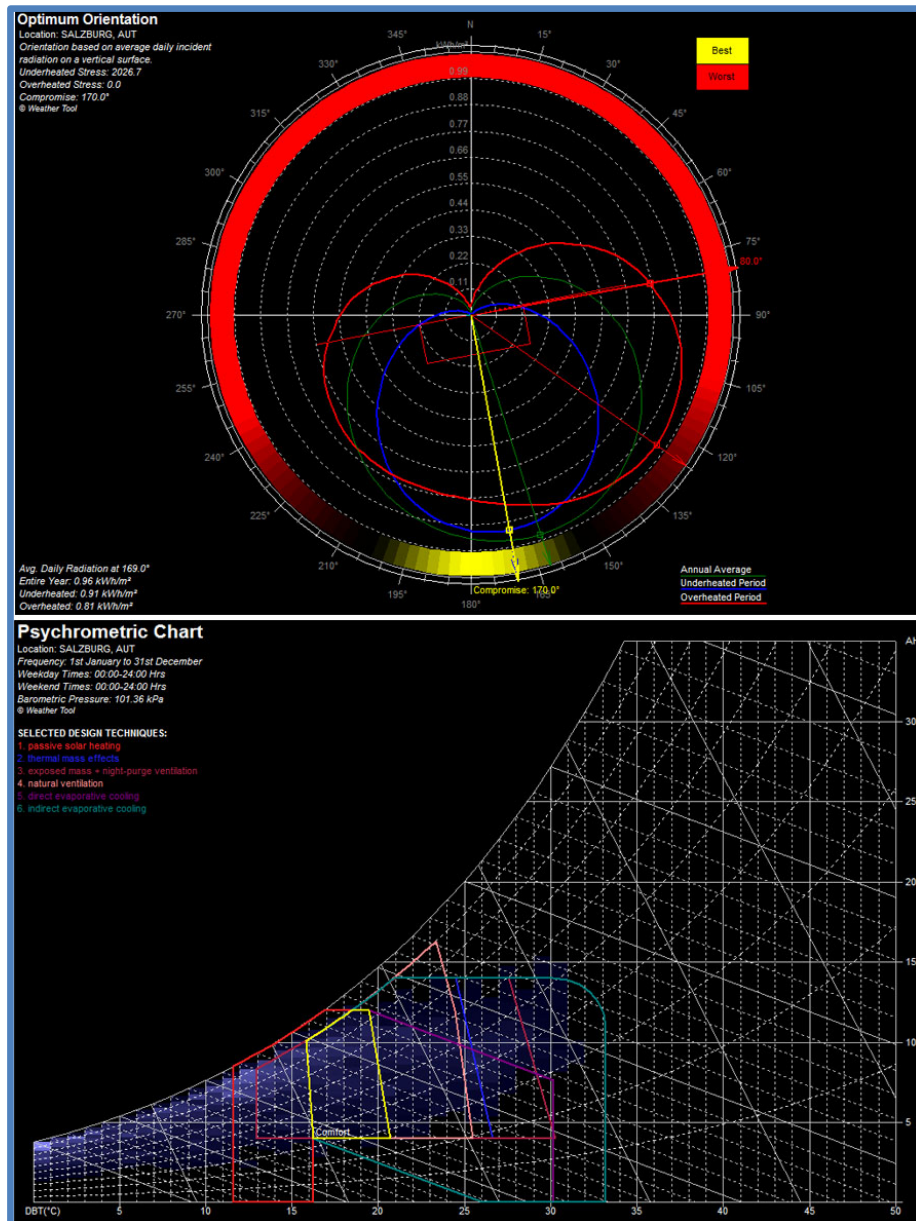 Optimum Orientation
Location: SALZBURG, AUT
Orientation based on average daily incident
radiation on a vertical surface.
Underheated Stress: 2026.7
Overheated Stress: 0.0
Compromise: 170.0°
© Weather Tool
N
15°
30°
45°
60°
75°
80.0°
90°
105°
120°
135°
165°
180°
195°
210°
225°
240°
255°
270°
285°
300°
315°
330°
345°
kWh/m²
0.99
0.88
0.77
0.66
0.55
0.44
0.33
0.22
0.11
Best
Worst
Compromise: 170.0°
Avg. Daily Radiation at 169.0°
Entire Year: 0.96 kWh/m²
Underheated: 0.91 kWh/m²
Overheated: 0.81 kWh/m²
Annual Average
Underheated Period
Overheated Period
Psychrometric Chart
Location: SALZBURG, AUT
Frequency: 1st January to 31st December
Weekday Times: 00:00-24:00 Hrs
Weekend Times: 00:00-24:00 Hrs
Barometric Pressure: 101.36 kPa
© Weather Tool
SELECTED DESIGN TECHNIQUES:
1. passive solar heating
2. thermal mass effects
3. exposed mass + night-purge ventilation
4. natural ventilation
5. direct evaporative cooling
6. indirect evaporative cooling
AH
30
25
20
15
10
5
Comfort
DBT(°C) 5 10 15 20 25 30 35 40 45 50